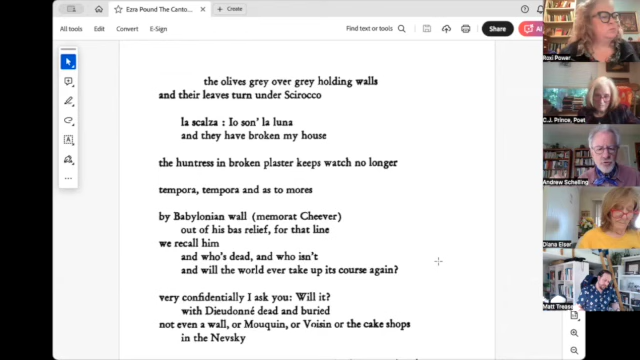 Ezra Pound The Canto...
Create
All tools
Edit
Convert
E-Sign
Find text or tools
Share
AI
the olives grey over grey holding walls
and their leaves turn under Scirocco
la scalza : Io son' la luna
and they have broken my house
the huntress in broken plaster keeps watch no longer
tempora, tempora and as to mores
by Babylonian wall (memorat Cheever)
out of his bas relief, for that line
we recall him
and who's dead, and who isn't
and will the world ever take up its course again?
very confidentially I ask you: Will it?
with Dieudonné dead and buried
not even a wall, or Mouquin, or Voisin or the cake shops
in the Nevsky
Roxi Power...
C.J. Prince, Poet
Andrew Schelling
Diana Elser
Matt Trease